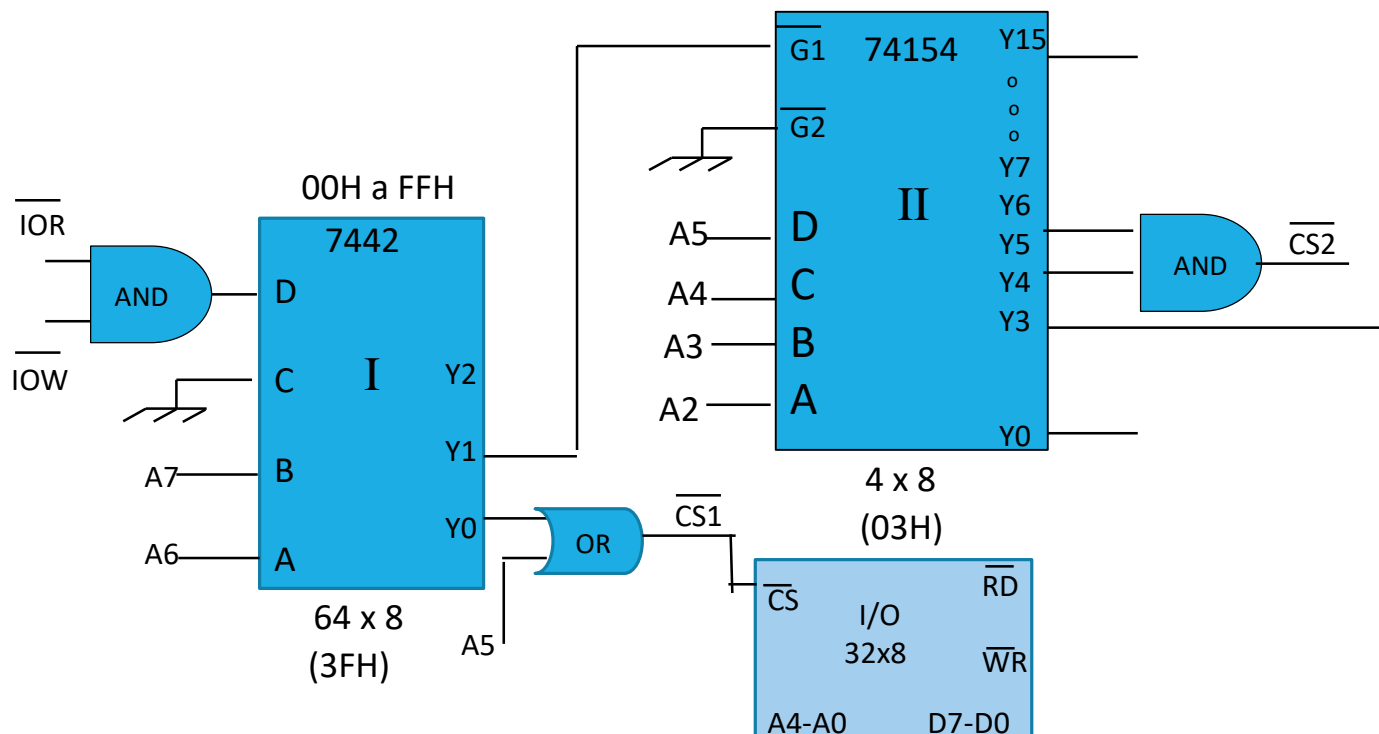 G1
74154
Y15
o
o
o
G2
Y7
II
Y6
Y5
Y4
Y3
Y0
A5
D
A4
C
A3
B
A2
A
4 x 8
(03H)
AND
CS2
00H a FFH
7442
IOR
AND
IOW
D
C
I
Y2
Y1
A7
B
Y0
A6
A
64 x 8
(3FH)
OR
A5
CS1
CS
RD
I/O
32x8
WR
A4-A0
D7-D0